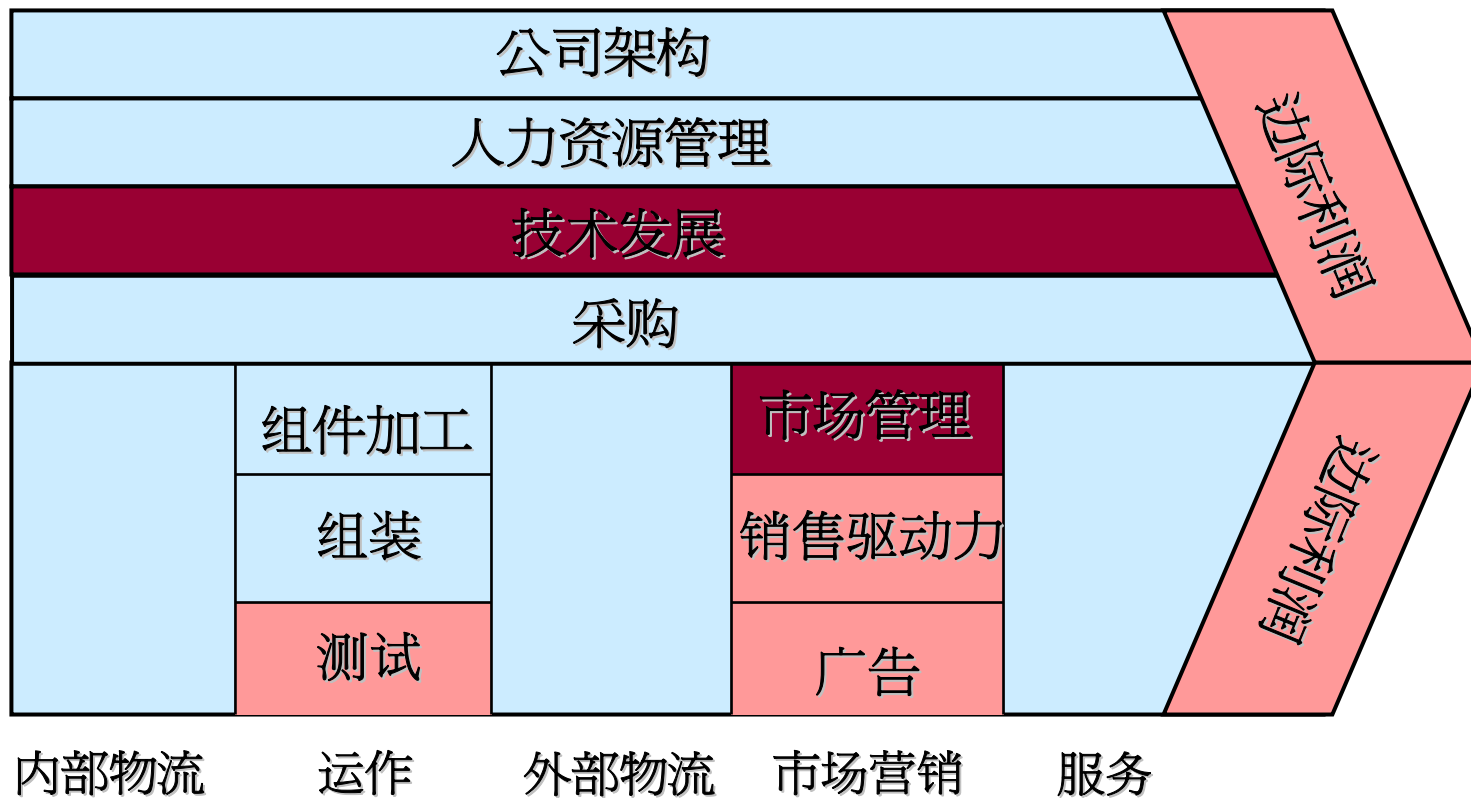 公司架构
人力资源管理
技术发展
采购
边际利润
组件加工
组装
测试
市场管理
销售驱动力
广告
边际利润
内部物流
运作
外部物流
市场营销
服务